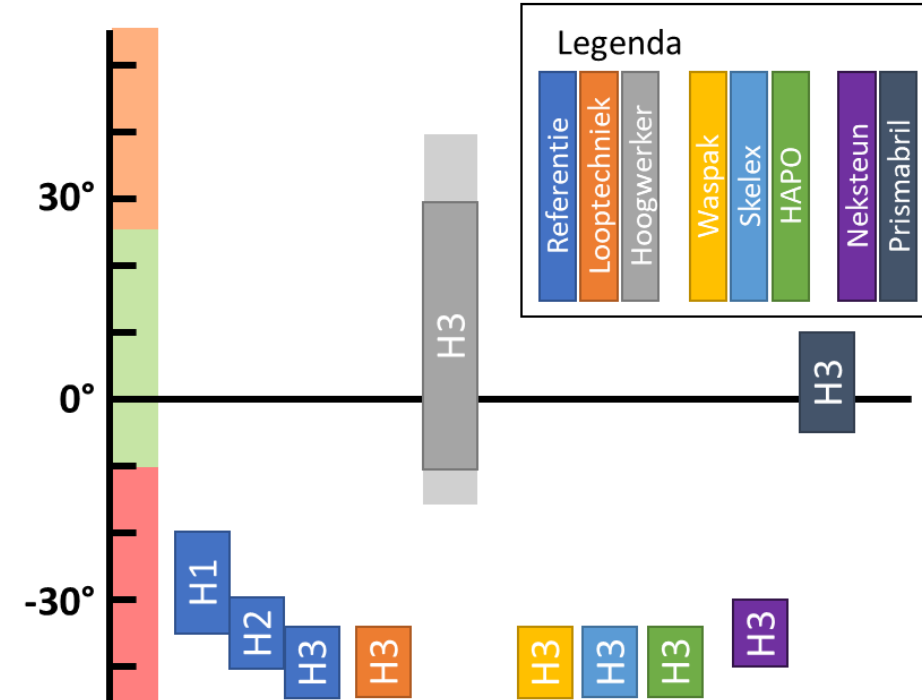 Legenda
Referentie
Looptechniek
Hoogwerker
Waspak
Skelex
HAPO
Neksteun
Prismabril
30°
0°
-30°
H3
H3
H1
H2
H3
H3
H3
H3
H3
H3